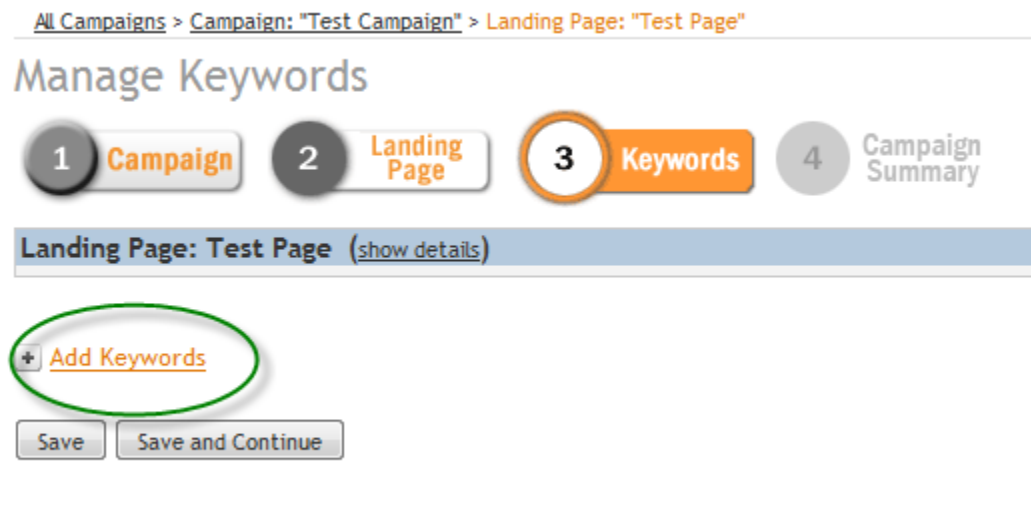 All Campaigns > Campaign: "Test Campaign" > Landing Page: "Test Page"
Manage Keywords
1 Campaign
2 Landing Page
3 Keywords
4 Campaign Summary
Landing Page: Test Page (show details)
+ Add Keywords
Save Save and Continue